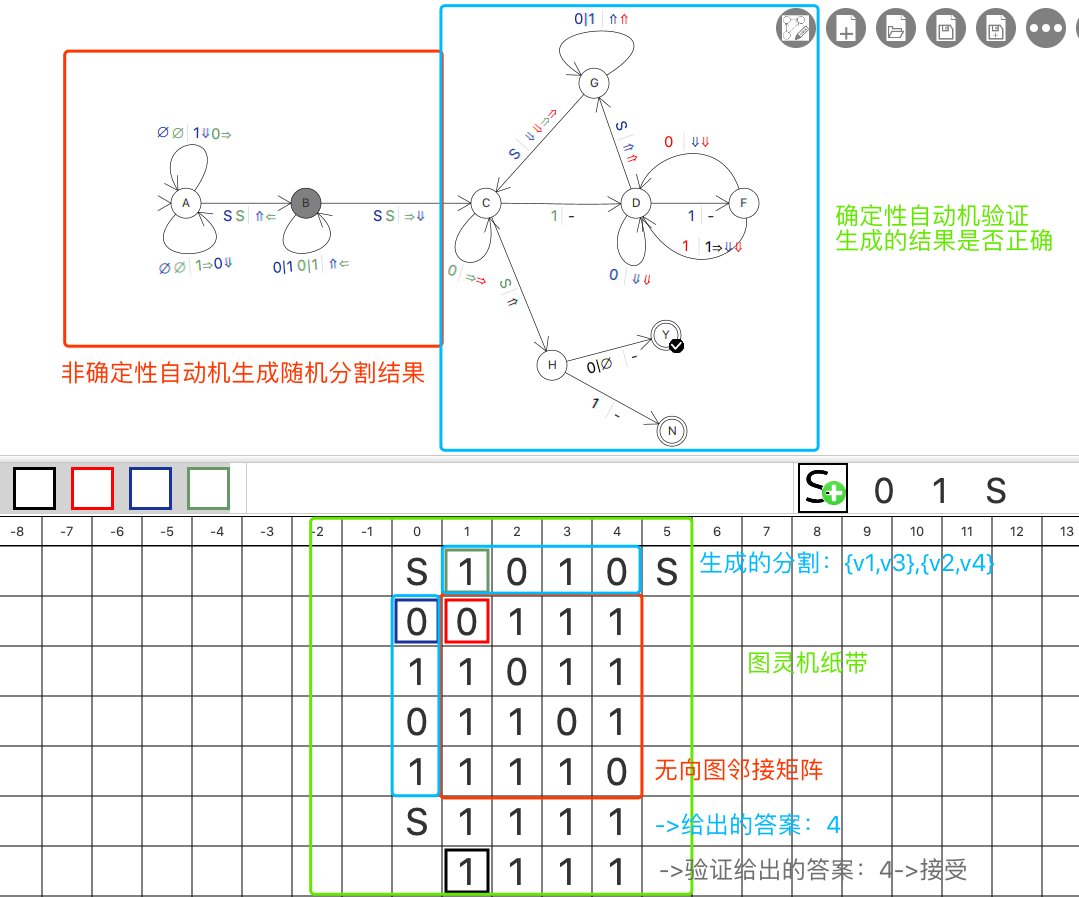 0|1 | ⇑⇑
G
S | ⇓⇓⇒⇒
S | ⇑⇑
0 | ⇓⇓
∅∅ | 1⇓0⇒
A
SS | ⇑⇐
B
SS | ⇒⇓
C
1 | -
D
1 | -
F
∅∅ | 1⇒0⇓
0|1 0|1 | ⇑⇐
0 | ⇒⇒
S | ⇑
0 | ⇓⇓
1 | 1⇒⇓⇓
确定性自动机验证
生成的结果是否正确
H
0|∅ | -
Y
1 | -
N
非确定性自动机生成随机分割结果
S 0 1 S
-8 -7 -6 -5 -4 -3 -2 -1 0 1 2 3 4 5 6 7 8 9 10 11 12 13
S 1 0 1 0 S 生成的分割：{v1,v3},{v2,v4}
0 0 1 1 1
1 1 0 1 1 图灵机纸带
0 1 1 0 1
1 1 1 1 0 无向图邻接矩阵
S 1 1 1 1 ->给出的答案：4
1 1 1 1 ->验证给出的答案：4->接受